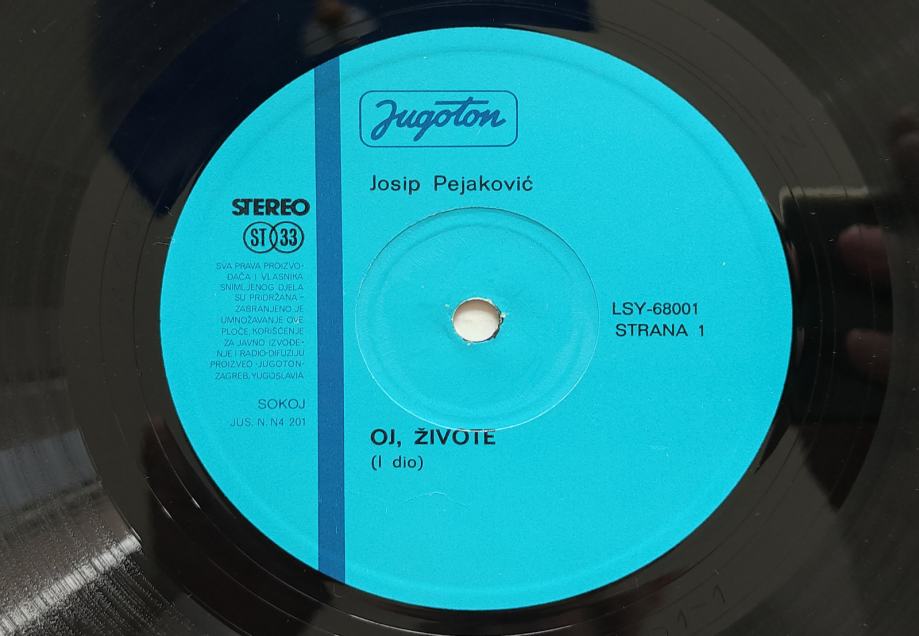 Jugoton
Josip Pejaković
STEREO
ST 33
SVA PRAVA PROIZVO-
ĐAČA I VLASNIKA
SNIMLJENOG DJELA
SU PRIDRŽANA -
ZABRANJENO JE
UMNOŽAVANJE OVE
PLOČE, KORIŠĆENJE
ZA JAVNO IZVOĐE-
NJE I RADIO-DIFUZIJU
PROIZVEO -JUGOTON-
ZAGREB, YUGOSLAVIA
SOKOJ
JUS. N. N4 201
LSY-68001
STRANA 1
OJ, ŽIVOTE
(I dio)